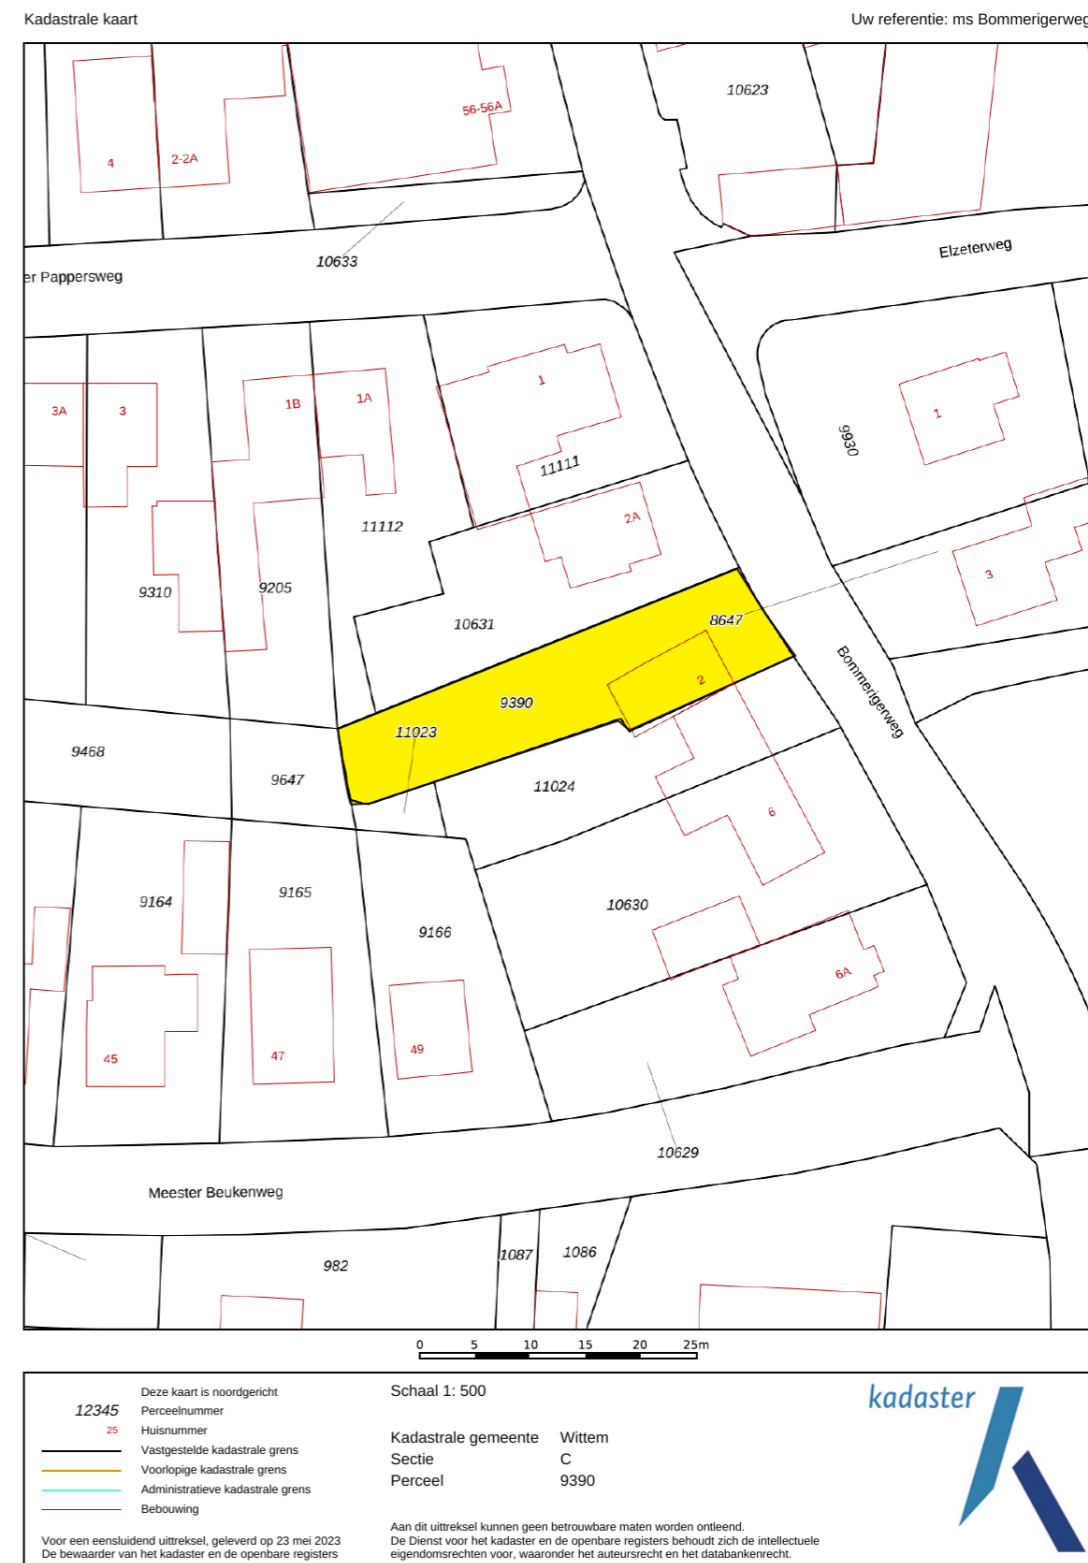 Kadastrale kaart
Uw referentie: ms Bommerigerweg
10623
56-56A
4
2-2A
Elzeterweg
10633
er Pappersweg
1
1A
1B
3A
3
1
9930
11111
2A
11112
3
9310
9205
10631
8647
Bommerigerweg
2
9390
11023
9468
9647
11024
6
9164
9165
10630
9166
6A
45
47
49
10629
Meester Beukenweg
982
1087
1086
0 5 10 15 20 25m
Deze kaart is noordgericht
12345 Perceelnummer
25 Huisnummer
Vastgestelde kadastrale grens
Voorlopige kadastrale grens
Administratieve kadastrale grens
Bebouwing
Voor een eensluidend uittreksel, geleverd op 23 mei 2023
De bewaarder van het kadaster en de openbare registers
Schaal 1: 500
Kadastrale gemeente Wittem
Sectie C
Perceel 9390
Aan dit uittreksel kunnen geen betrouwbare maten worden ontleend.
De Dienst voor het kadaster en de openbare registers behoudt zich de intellectuele
eigendomsrechten voor, waaronder het auteursrecht en het databankenrecht.
kadaster